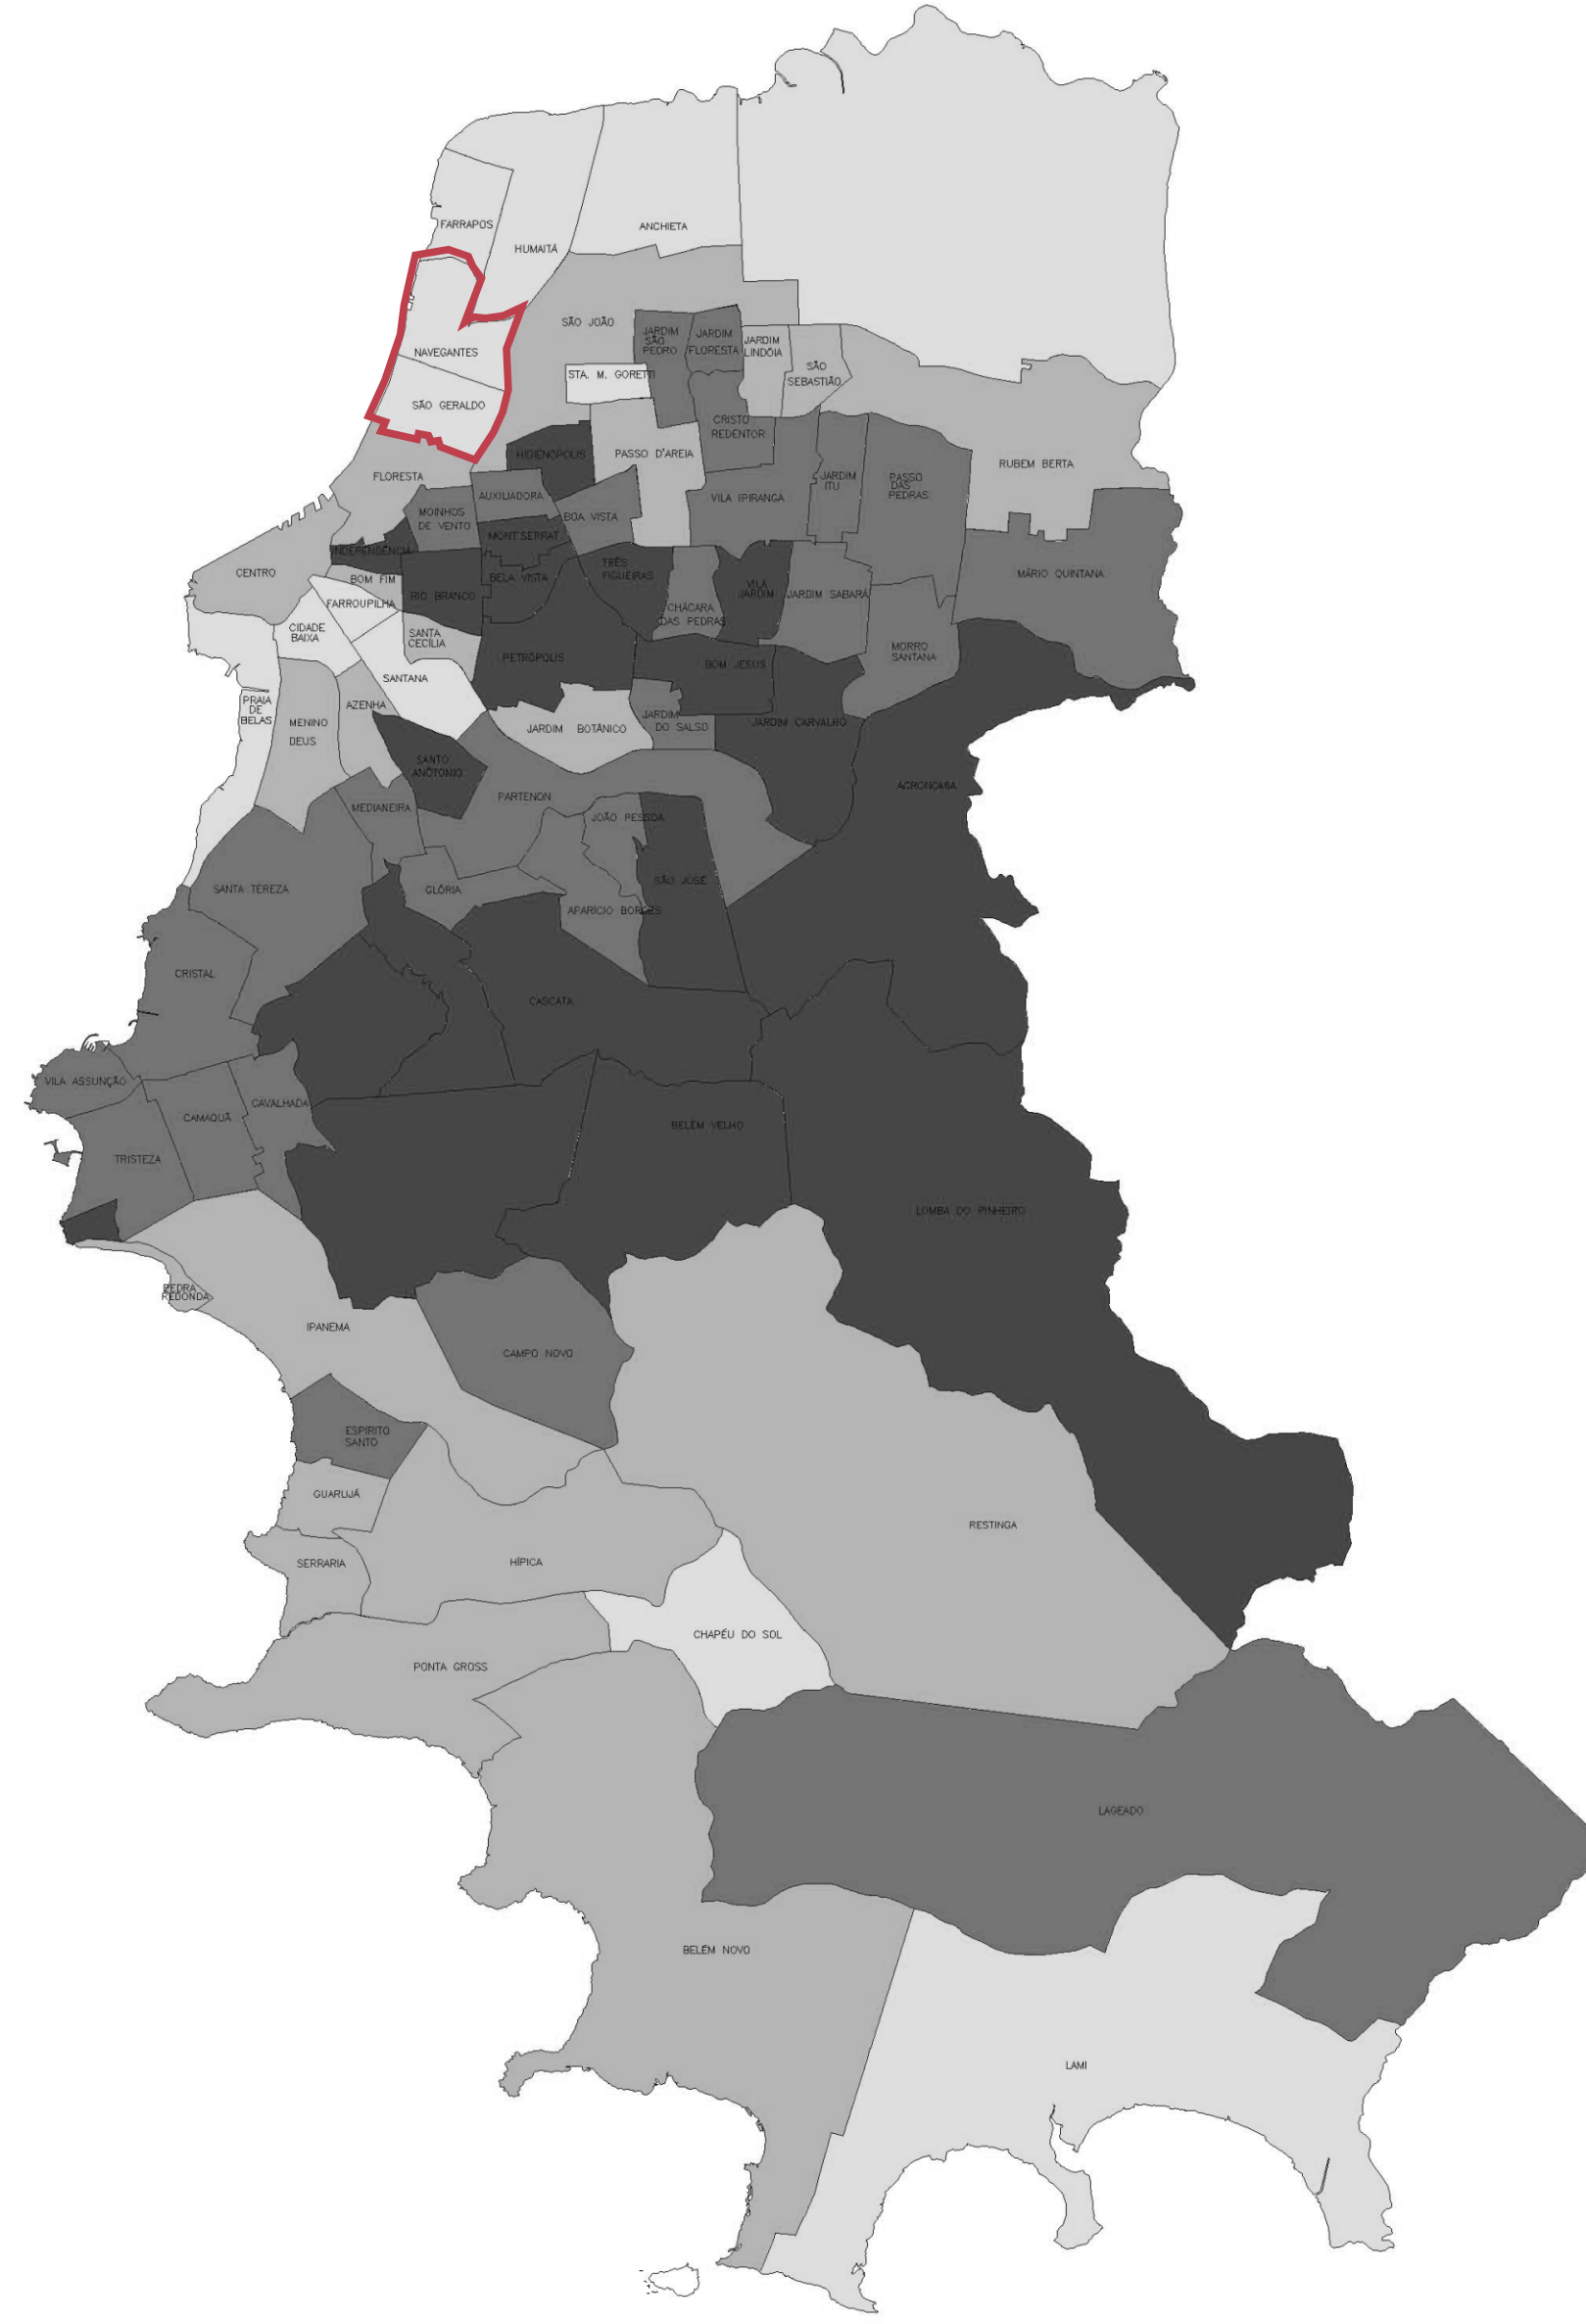 FARRAPOS
ANCHIETA
HUMAITÁ
SÃO JOÃO
JARDIM
SÃO
PEDRO
JARDIM
FLORESTA
JARDIM
LINDÓIA
NAVEGANTES
SÃO
SEBASTIÃO
STA. M. GORETTI
SÃO GERALDO
CRISTO
REDENTOR
HIGIENÓPOLIS
PASSO D'AREIA
RUBEM BERTA
FLORESTA
JARDIM
ITU
PASSO
DAS
PEDRAS
AUXILIADORA
VILA IPIRANGA
MOINHOS
DE VENTO
BOA VISTA
MONT'SERRAT
INDEPENDÊNCIA
CENTRO
BOM FIM
BELA VISTA
TRÊS
FIGUEIRAS
MÁRIO QUINTANA
RIO BRANCO
VILA
JARDIM
JARDIM SABARÁ
FARROUPILHA
CHÁCARA
DAS PEDRAS
CIDADE
BAIXA
SANTA
CECÍLIA
MORRO
SANTANA
PETRÓPOLIS
BOM JESUS
SANTANA
PRAIA
DE
BELAS
AZENHA
MENINO
DEUS
JARDIM BOTÂNICO
JARDIM
DO SALSO
JARDIM CARVALHO
SANTO
ANÔTONIO
AGRONOMIA
PARTENON
MEDIANEIRA
JOÃO PESSOA
SANTA TEREZA
GLÓRIA
SÃO JOSÉ
APARÍCIO BORGES
CRISTAL
CASCATA
VILA ASSUNÇÃO
CAMAQUÃ
CAVALHADA
BELÉM VELHO
TRISTEZA
LOMBA DO PINHEIRO
PEDRA
REDONDA
IPANEMA
CAMPO NOVO
ESPÍRITO
SANTO
GUARUJÁ
RESTINGA
SERRARIA
HÍPICA
CHAPÉU DO SOL
PONTA GROSS
LAGEADO
BELÉM NOVO
LAMI